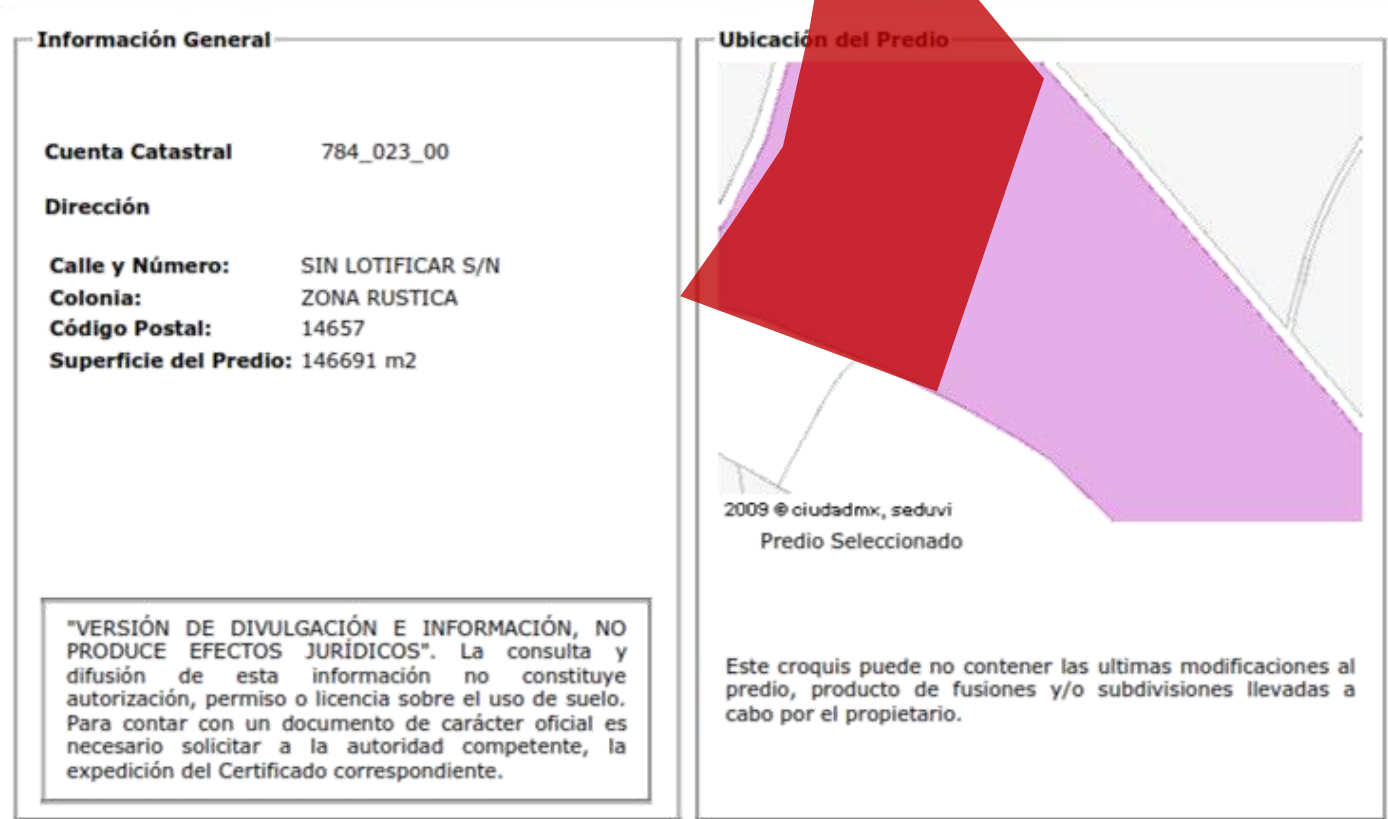 Información General
Cuenta Catastral 784_023_00
Dirección
Calle y Número: SIN LOTIFICAR S/N
Colonia: ZONA RUSTICA
Código Postal: 14657
Superficie del Predio: 146691 m2
"VERSIÓN DE DIVULGACIÓN E INFORMACIÓN, NO
PRODUCE EFECTOS JURÍDICOS". La consulta y
difusión de esta información no constituye
autorización, permiso o licencia sobre el uso de suelo.
Para contar con un documento de carácter oficial es
necesario solicitar a la autoridad competente, la
expedición del Certificado correspondiente.
Ubicación del Predio
2009 © ciudadmx, seduvi
Predio Seleccionado
Este croquis puede no contener las ultimas modificaciones al
predio, producto de fusiones y/o subdivisiones llevadas a
cabo por el propietario.